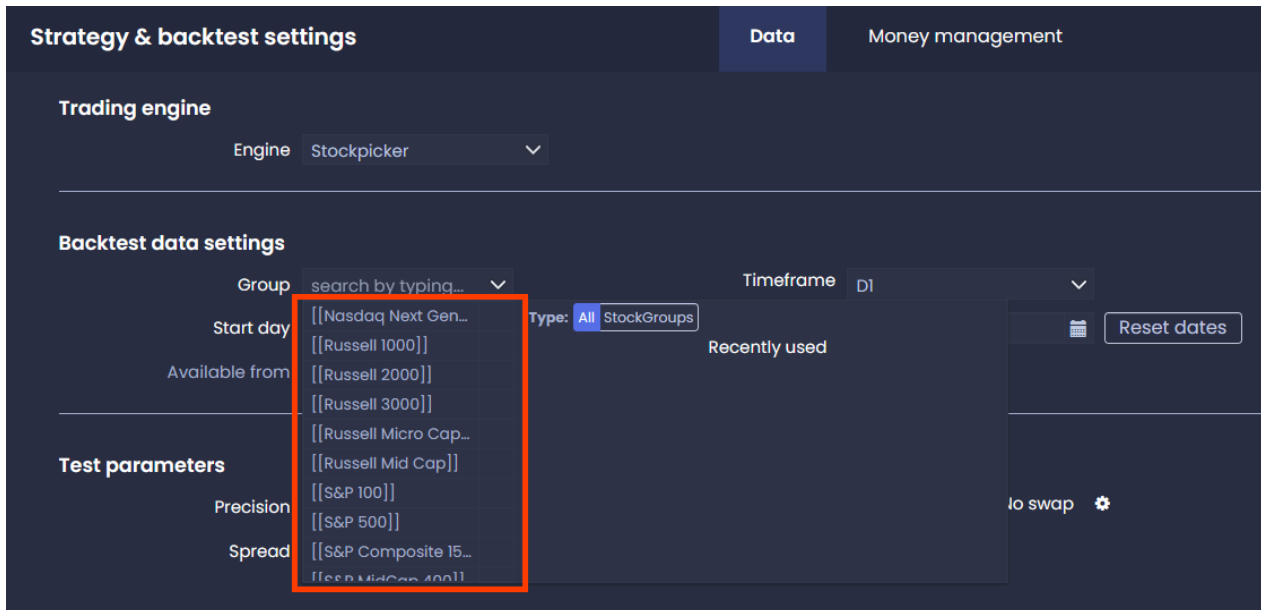 Strategy & backtest settings Data Money management
Trading engine
Engine Stockpicker
Backtest data settings
Group search by typing... Timeframe D1
[[Nasdaq Next Gen... Type: All StockGroups
Start day Reset dates
[[Russell 1000]] Recently used
Available from [[Russell 2000]]
[[Russell 3000]]
[[Russell Micro Cap...
Test parameters [[Russell Mid Cap]]
[[S&P 100]]
Precision No swap
[[S&P 500]]
Spread [[S&P Composite 15...
[[S&P MidCap 400]]